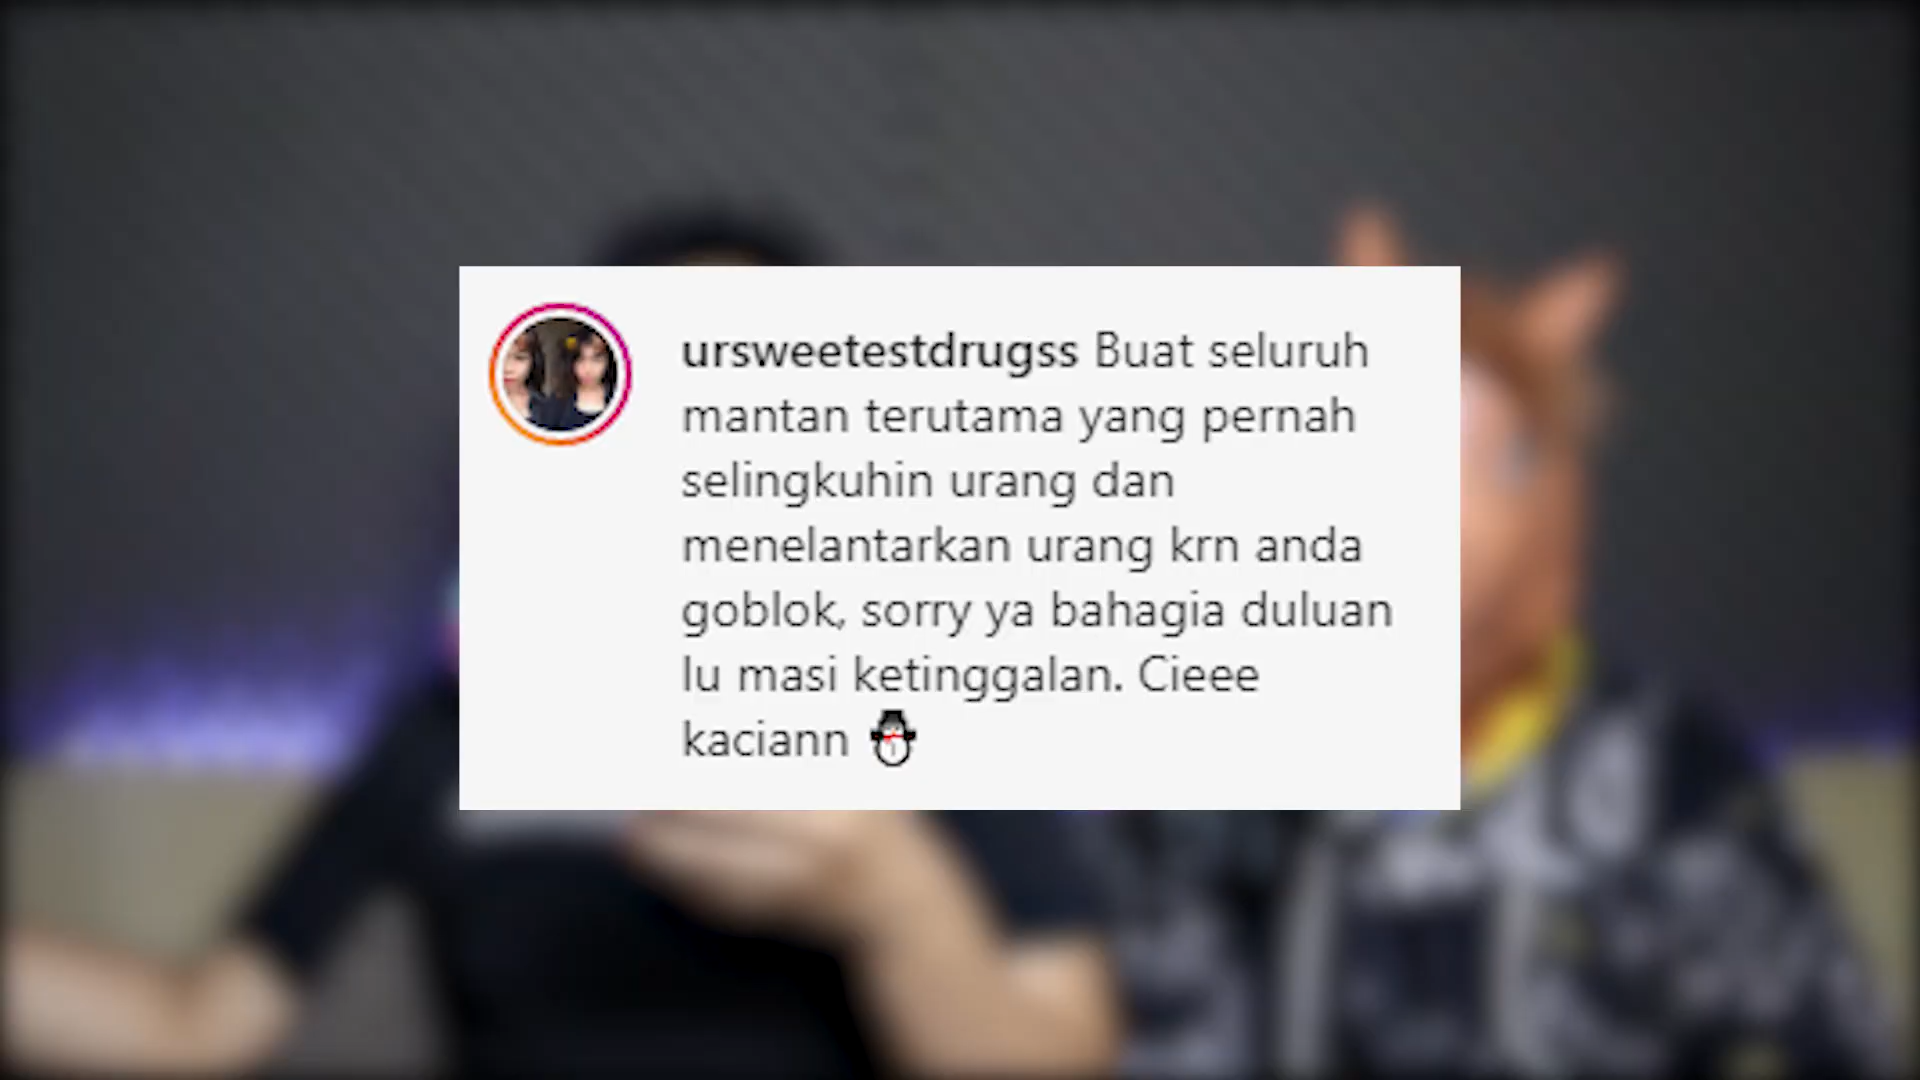 ursweetestdrugss Buat seluruh
mantan terutama yang pernah
selingkuhin urang dan
menelantarkan urang krn anda
goblok, sorry ya bahagia duluan
lu masi ketinggalan. Cieee
kaciann ⛄